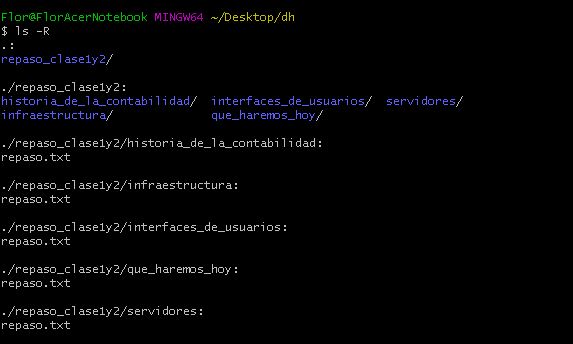 Flor@FlorAcerNotebook MINGW64 ~/Desktop/dh
$ ls -R
.:
repaso_clase1y2/
./repaso_clase1y2:
historia_de_la_contabilidad/  interfaces_de_usuarios/  servidores/
infraestructura/              que_haremos_hoy/
./repaso_clase1y2/historia_de_la_contabilidad:
repaso.txt
./repaso_clase1y2/infraestructura:
repaso.txt
./repaso_clase1y2/interfaces_de_usuarios:
repaso.txt
./repaso_clase1y2/que_haremos_hoy:
repaso.txt
./repaso_clase1y2/servidores:
repaso.txt